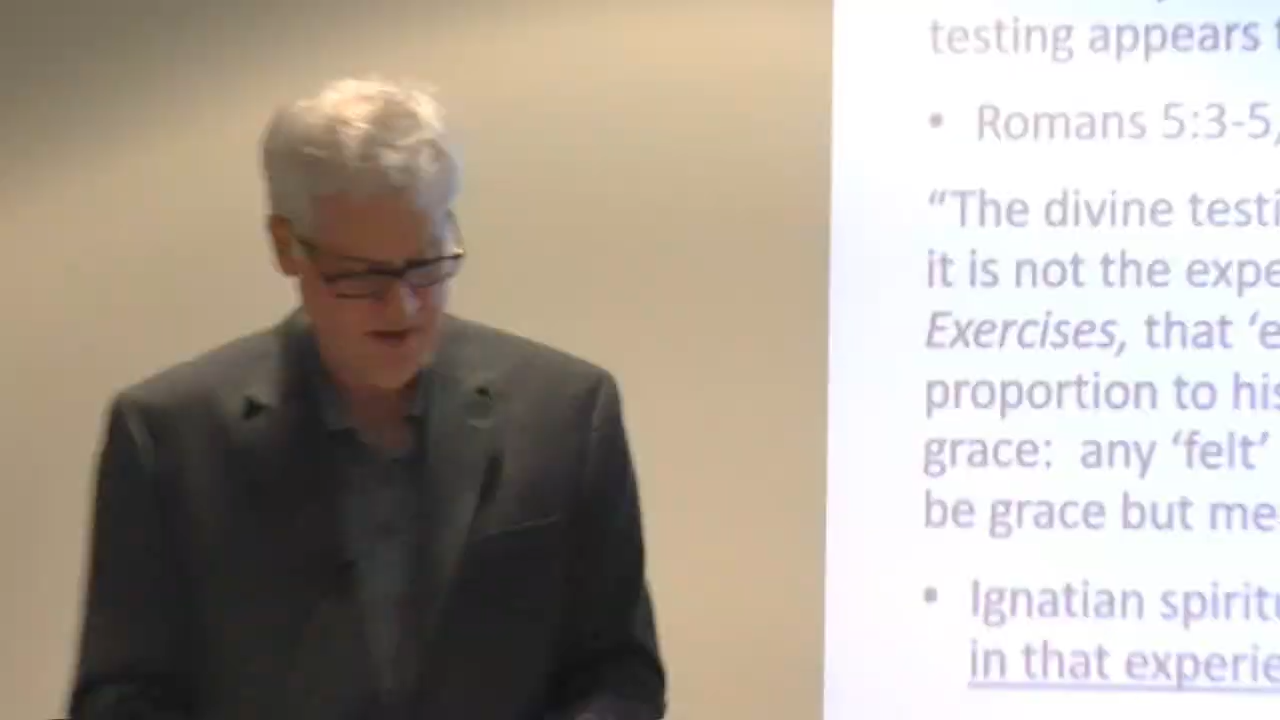 testing appears
• Romans 5:3-5,
“The divine testi
it is not the expe
Exercises, that ‘e
proportion to his
grace: any ‘felt’
be grace but me
• Ignatian spiritu
in that experie